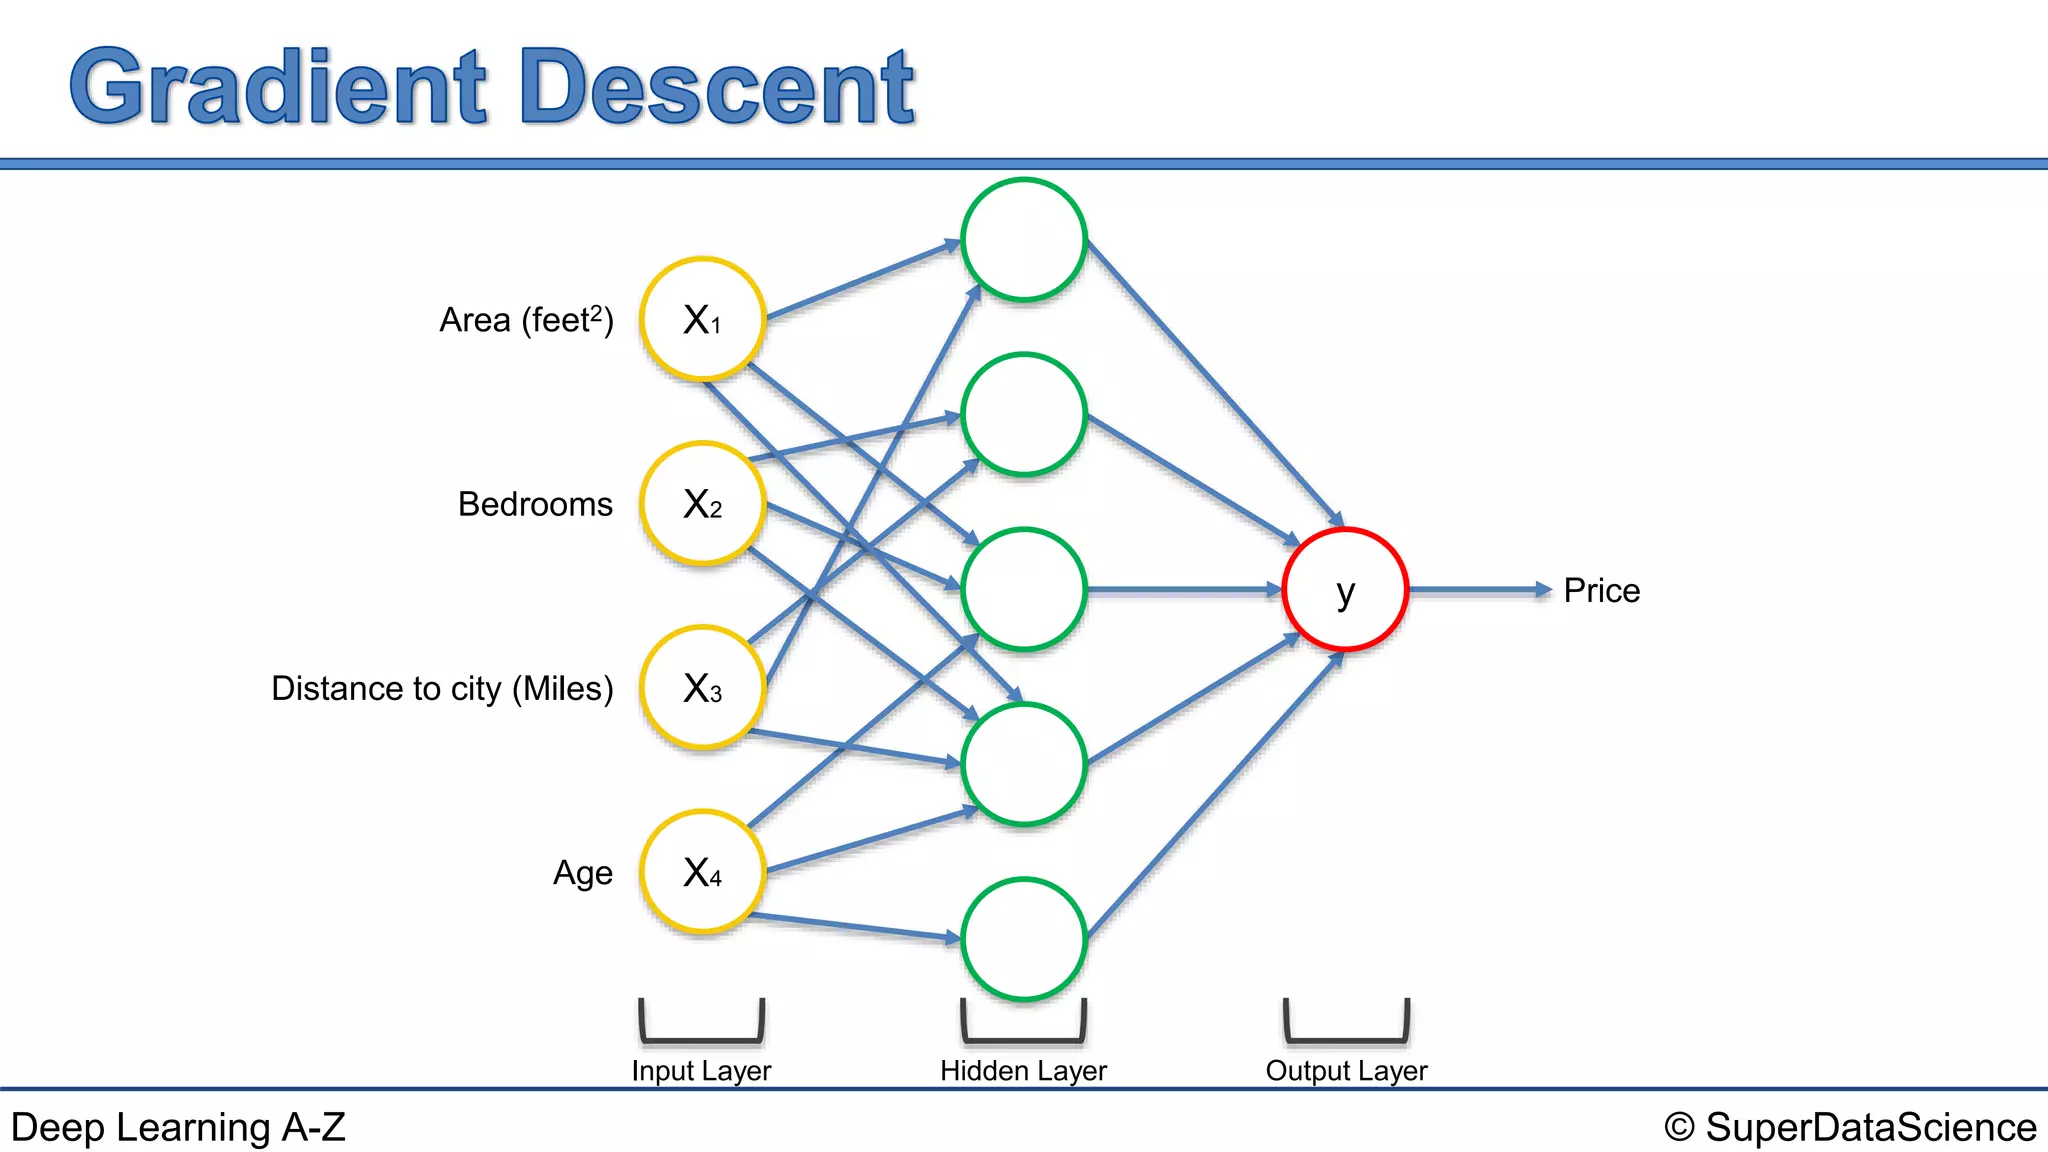 Gradient Descent
Area (feet²)
X₁
Bedrooms
X₂
Distance to city (Miles)
X₃
Age
X₄
y
Price
Input Layer
Hidden Layer
Output Layer
Deep Learning A-Z
© SuperDataScience